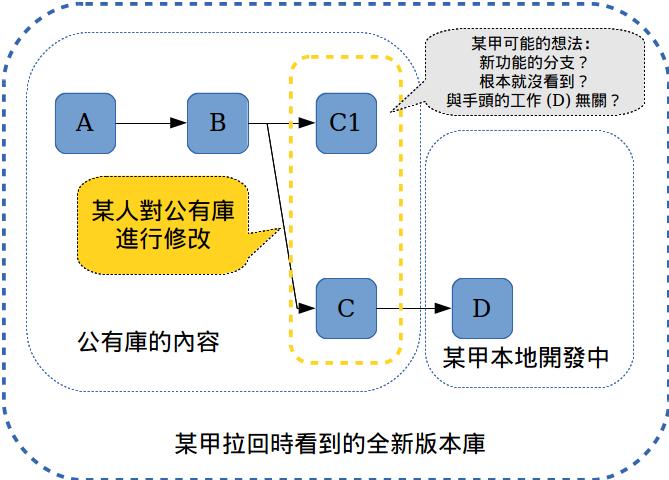 某甲可能的想法:
新功能的分支?
根本就沒看到?
與手頭的工作 (D) 無關?
A
B
C1
某人對公有庫
進行修改
C
D
公有庫的內容
某甲本地開發中
某甲拉回時看到的全新版本庫